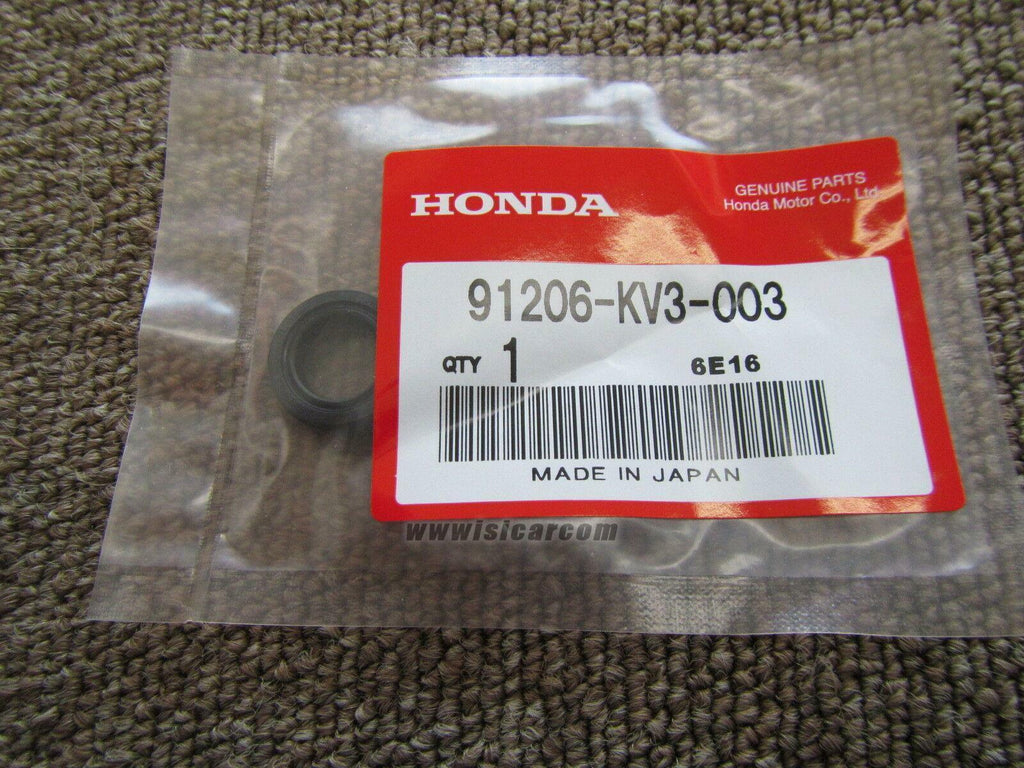 HONDA
GENUINE PARTS
Honda Motor Co., Ltd.
91206-KV3-003
QTY 1 6E16
MADE IN JAPAN
wwwisicarcom